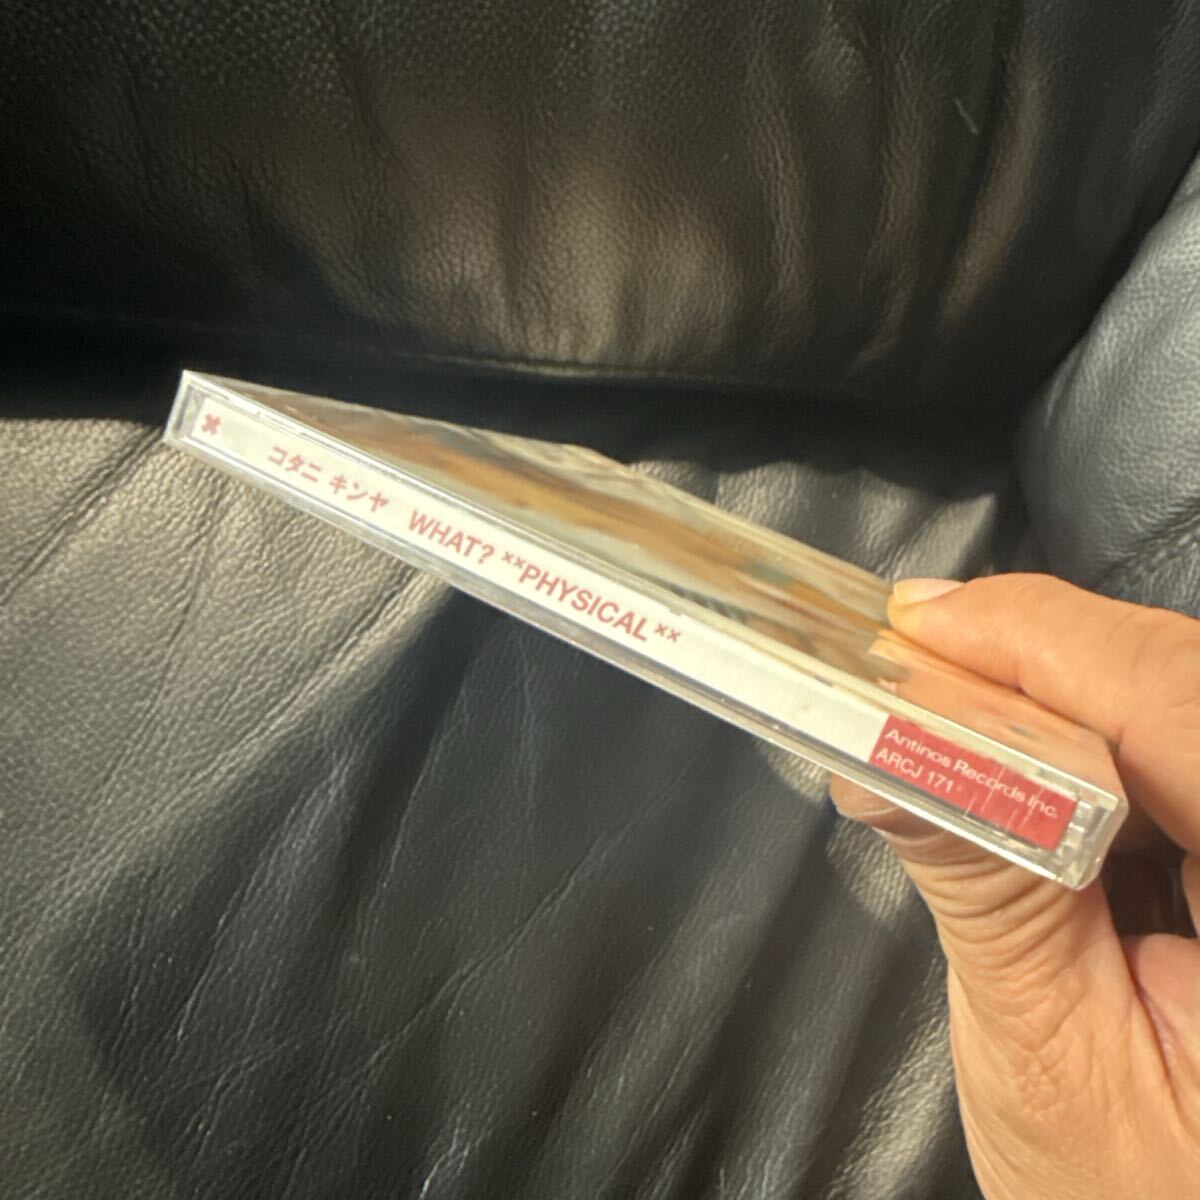 コタニ キンヤ WHAT? ××PHYSICAL××
Antinos Records Inc.
ARCJ 171